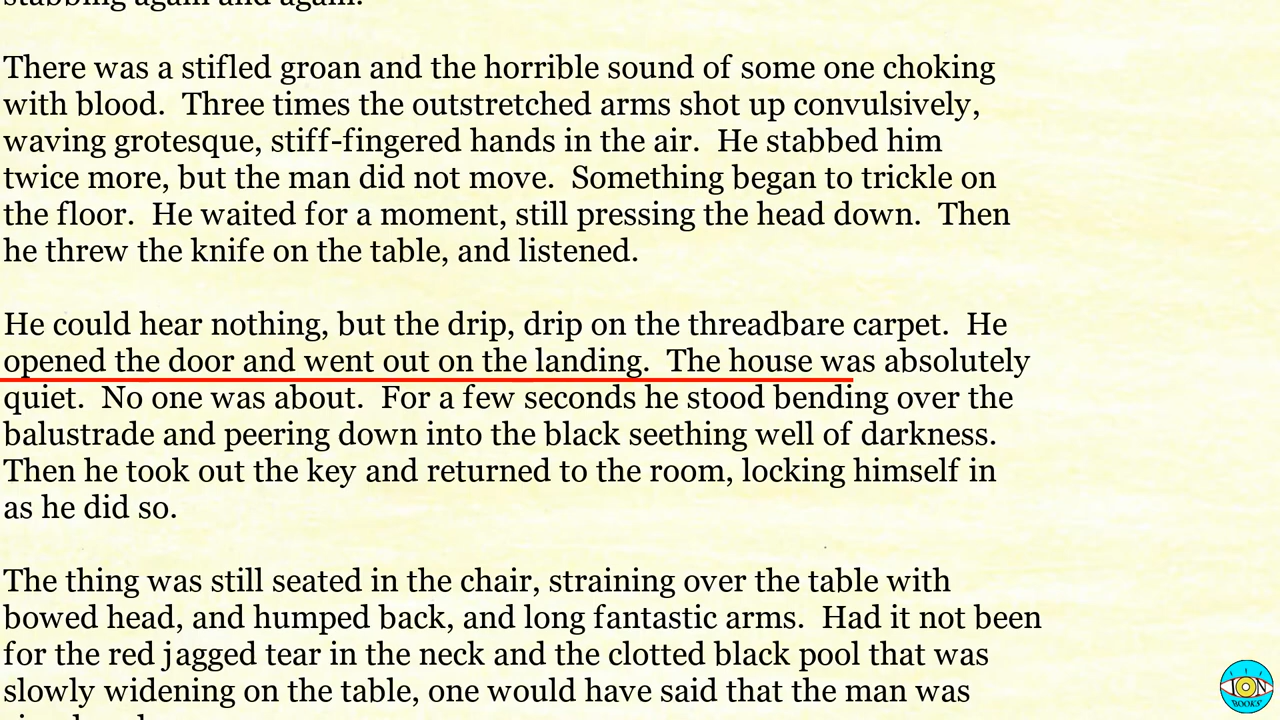 stabbing again and again.
There was a stifled groan and the horrible sound of some one choking
with blood.  Three times the outstretched arms shot up convulsively,
waving grotesque, stiff-fingered hands in the air.  He stabbed him
twice more, but the man did not move.  Something began to trickle on
the floor.  He waited for a moment, still pressing the head down.  Then
he threw the knife on the table, and listened.
He could hear nothing, but the drip, drip on the threadbare carpet.  He
opened the door and went out on the landing.  The house was absolutely
quiet.  No one was about.  For a few seconds he stood bending over the
balustrade and peering down into the black seething well of darkness.
Then he took out the key and returned to the room, locking himself in
as he did so.
The thing was still seated in the chair, straining over the table with
bowed head, and humped back, and long fantastic arms.  Had it not been
for the red jagged tear in the neck and the clotted black pool that was
slowly widening on the table, one would have said that the man was
ION
BOOKS